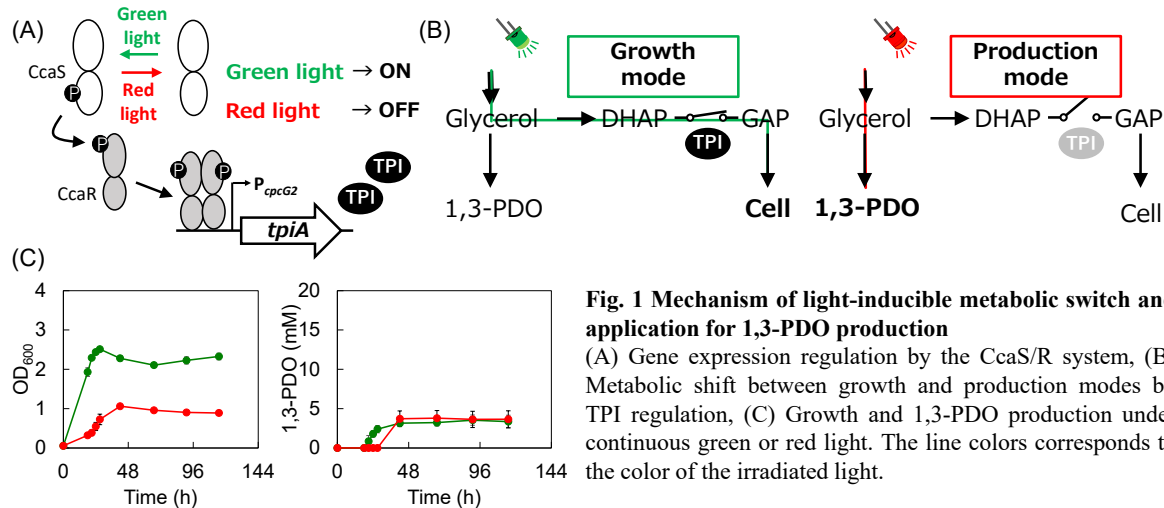 (A)
Green
light
CcaS
P
Red
light
Green light → ON
Red light → OFF
P
CcaR
P P
P cpcG2
TPI
TPI
tpiA
(B)
Growth
mode
Glycerol DHAP GAP
TPI
1,3-PDO Cell
Production
mode
Glycerol DHAP GAP
TPI
1,3-PDO Cell
(C)
4
3
2
1
0
OD600
0 48 96 144
Time (h)
20
15
10
5
0
1,3-PDO (mM)
0 48 96 144
Time (h)
Fig. 1 Mechanism of light-inducible metabolic switch and
application for 1,3-PDO production
(A) Gene expression regulation by the CcaS/R system, (B
Metabolic shift between growth and production modes b
TPI regulation, (C) Growth and 1,3-PDO production unde
continuous green or red light. The line colors corresponds t
the color of the irradiated light.